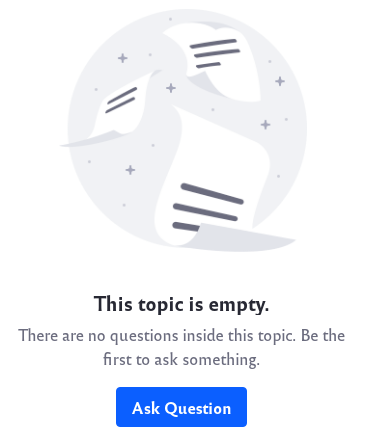 This topic is empty.
There are no questions inside this topic. Be the
first to ask something.
Ask Question